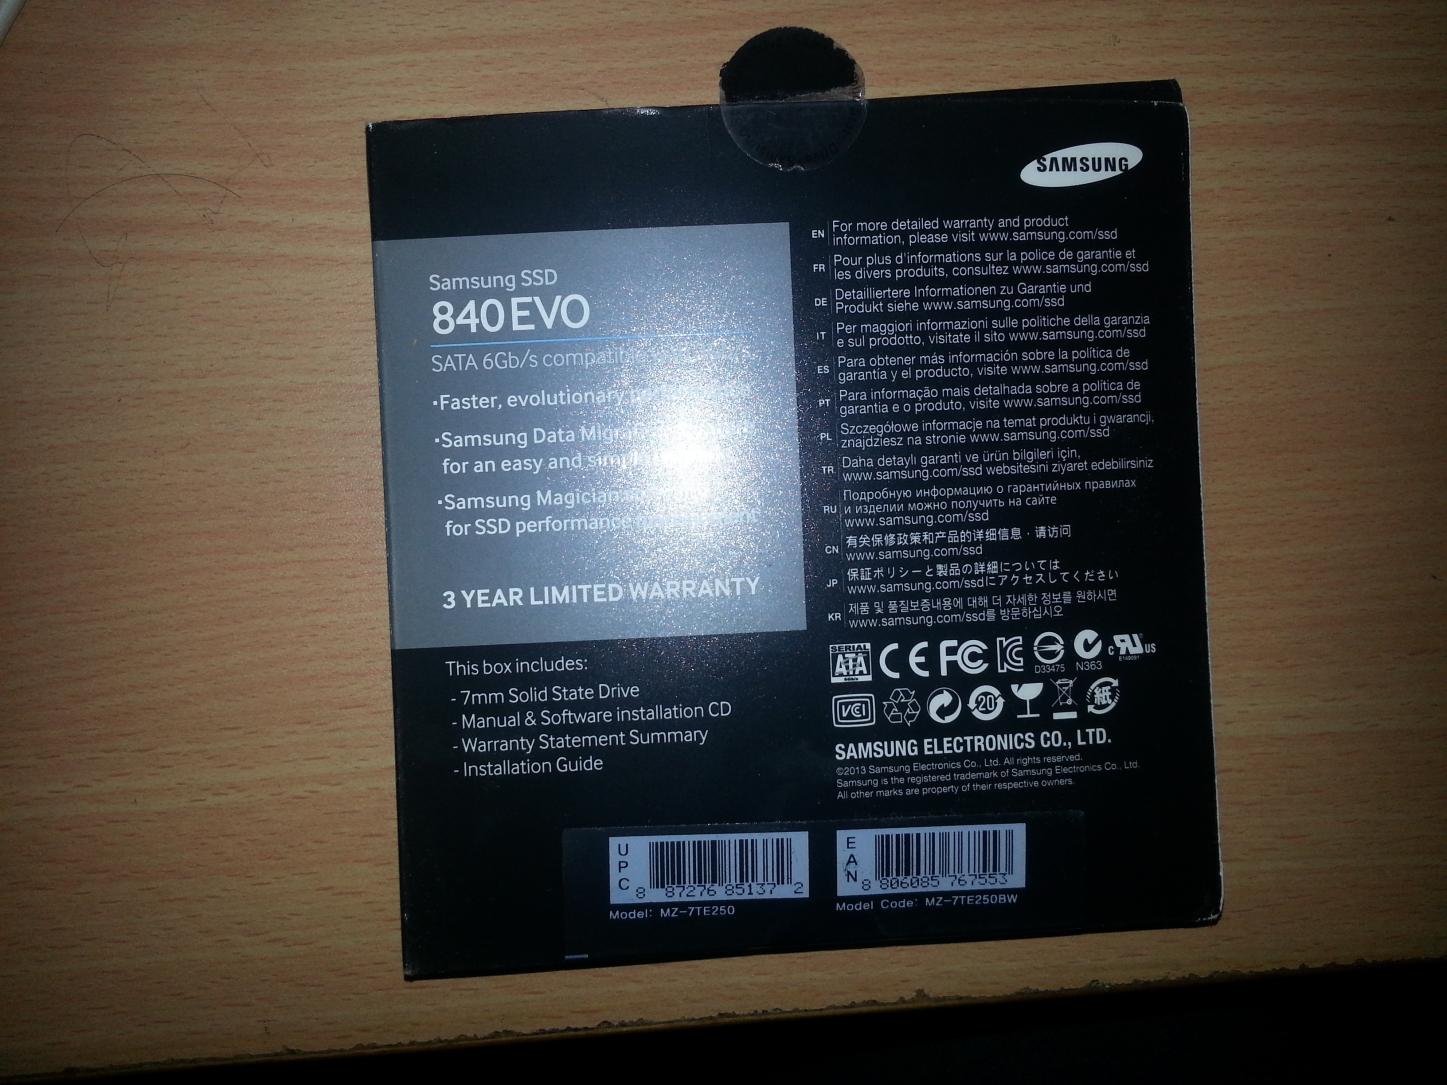 SAMSUNG
Samsung SSD
840 EVO
SATA 6Gb/s
·Faster, evolutionary
·Samsung Data
for an easy and
·Samsung Magician
for SSD performance
3 YEAR LIMITED WARRANTY
This box includes:
- 7mm Solid State Drive
- Manual & Software installation CD
- Warranty Statement Summary
- Installation Guide
EN For more detailed warranty and product
information, please visit www.samsung.com/ssd
FR Pour plus d'informations sur la police de garantie et
les divers produits, consultez www.samsung.com/ssd
DE Detailliertere Informationen zu Garantie und
Produkt siehe www.samsung.com/ssd
IT Per maggiori informazioni sulle politiche della garanzia
e sul prodotto, visitate il sito www.samsung.com/ssd
ES Para obtener más información sobre la política de
garantía y el producto, visite www.samsung.com/ssd
PT Para informação mais detalhada sobre a política de
garantia e o produto, visite www.samsung.com/ssd
PL Szczegółowe informacje na temat produktu i gwarancji,
znajdziesz na stronie www.samsung.com/ssd
TR Daha detaylı garanti ve ürün bilgileri için,
www.samsung.com/ssd websitesini ziyaret edebilirsiniz
RU Подробную информацию о гарантийных правилах
и изделии можно получить на сайте
www.samsung.com/ssd
CN 有关保修政策和产品的详细信息，请访问
www.samsung.com/ssd
JP 保証ポリシーと製品の詳細については
www.samsung.com/ssdにアクセスしてください
KR 제품 및 품질보증내용에 대해 더 자세한 정보를 원하시면
www.samsung.com/ssd를 방문하십시오
SERIAL
ATA
6Gb/s
CE FC D33475 N363 c UL US
E149091
VCI 20 紙
SAMSUNG ELECTRONICS CO., LTD.
©2013 Samsung Electronics Co., Ltd. All rights reserved.
Samsung is the registered trademark of Samsung Electronics Co., Ltd.
All other marks are property of their respective owners.
UPC
8 87276 85137 2
Model: MZ-7TE250
EAN
8 806085 767553
Model Code: MZ-7TE250BW